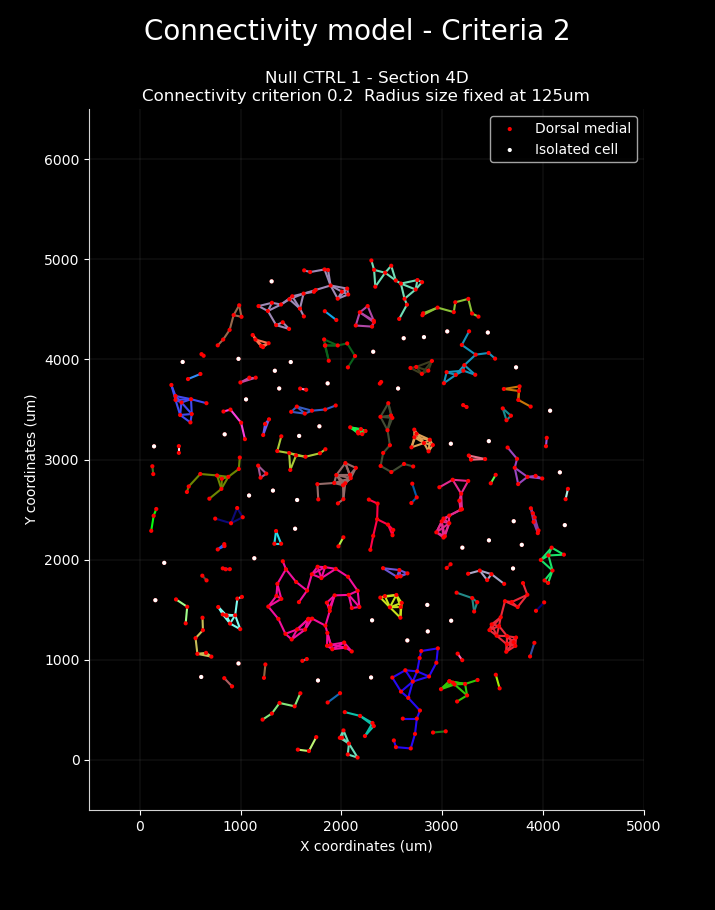 Connectivity model - Criteria 2
Null CTRL 1 - Section 4D
Connectivity criterion 0.2  Radius size fixed at 125um
Dorsal medial
Isolated cell
Y coordinates (um)
6000
5000
4000
3000
2000
1000
0
0 1000 2000 3000 4000 5000
X coordinates (um)